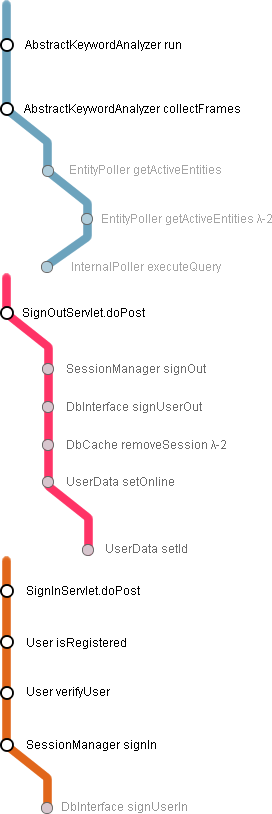 AbstractKeywordAnalyzer run
AbstractKeywordAnalyzer collectFrames
EntityPoller getActiveEntities
EntityPoller getActiveEntities λ-2
InternalPoller executeQuery
SignOutServlet.doPost
SessionManager signOut
DbInterface signUserOut
DbCache removeSession λ-2
UserData setOnline
UserData setId
SignInServlet.doPost
User isRegistered
User verifyUser
SessionManager signIn
DbInterface signUserIn